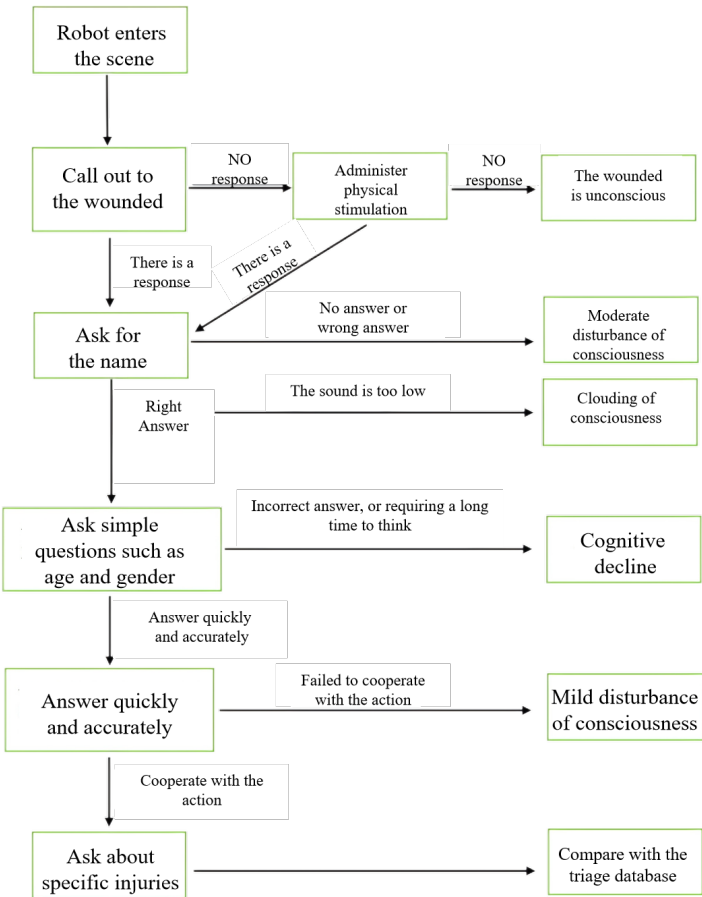 Robot enters
the scene
Call out to
the wounded
NO
response
Administer
physical
stimulation
NO
response
The wounded
is unconscious
There is a
response
There is a
response
Ask for
the name
No answer or
wrong answer
Moderate
disturbance of
consciousness
Right
Answer
The sound is too low
Clouding of
consciousness
Ask simple
questions such as
age and gender
Incorrect answer, or requiring a long
time to think
Cognitive
decline
Answer quickly
and accurately
Answer quickly
and accurately
Failed to cooperate
with the action
Mild disturbance
of consciousness
Cooperate with the
action
Ask about
specific injuries
Compare with the
triage database